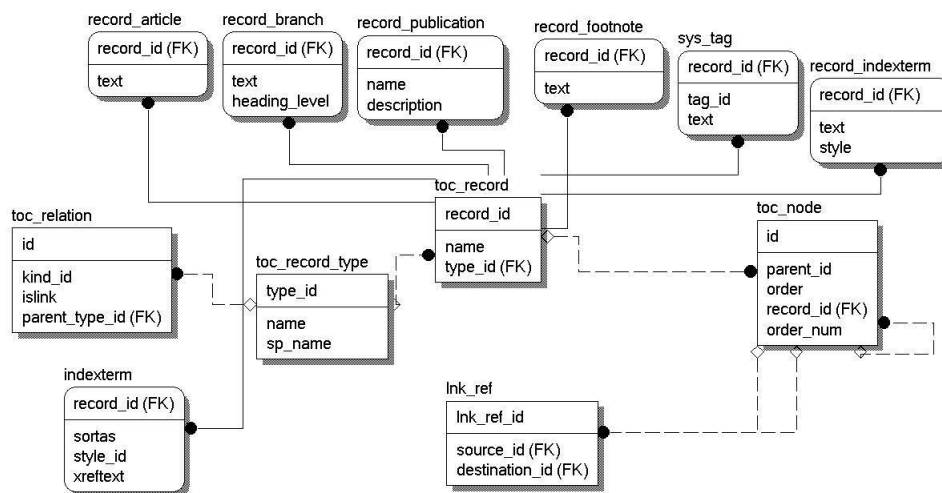 record_article
record_id (FK)
text
record_branch
record_id (FK)
text
heading_level
record_publication
record_id (FK)
name
description
record_footnote
record_id (FK)
text
sys_tag
record_id (FK)
tag_id
text
record_indexterm
record_id (FK)
text
style
toc_relation
id
kind_id
islink
parent_type_id (FK)
toc_record_type
type_id
name
sp_name
toc_record
record_id
name
type_id (FK)
toc_node
id
parent_id
order
record_id (FK)
order_num
indexterm
record_id (FK)
sortas
style_id
xreftext
lnk_ref
lnk_ref_id
source_id (FK)
destination_id (FK)